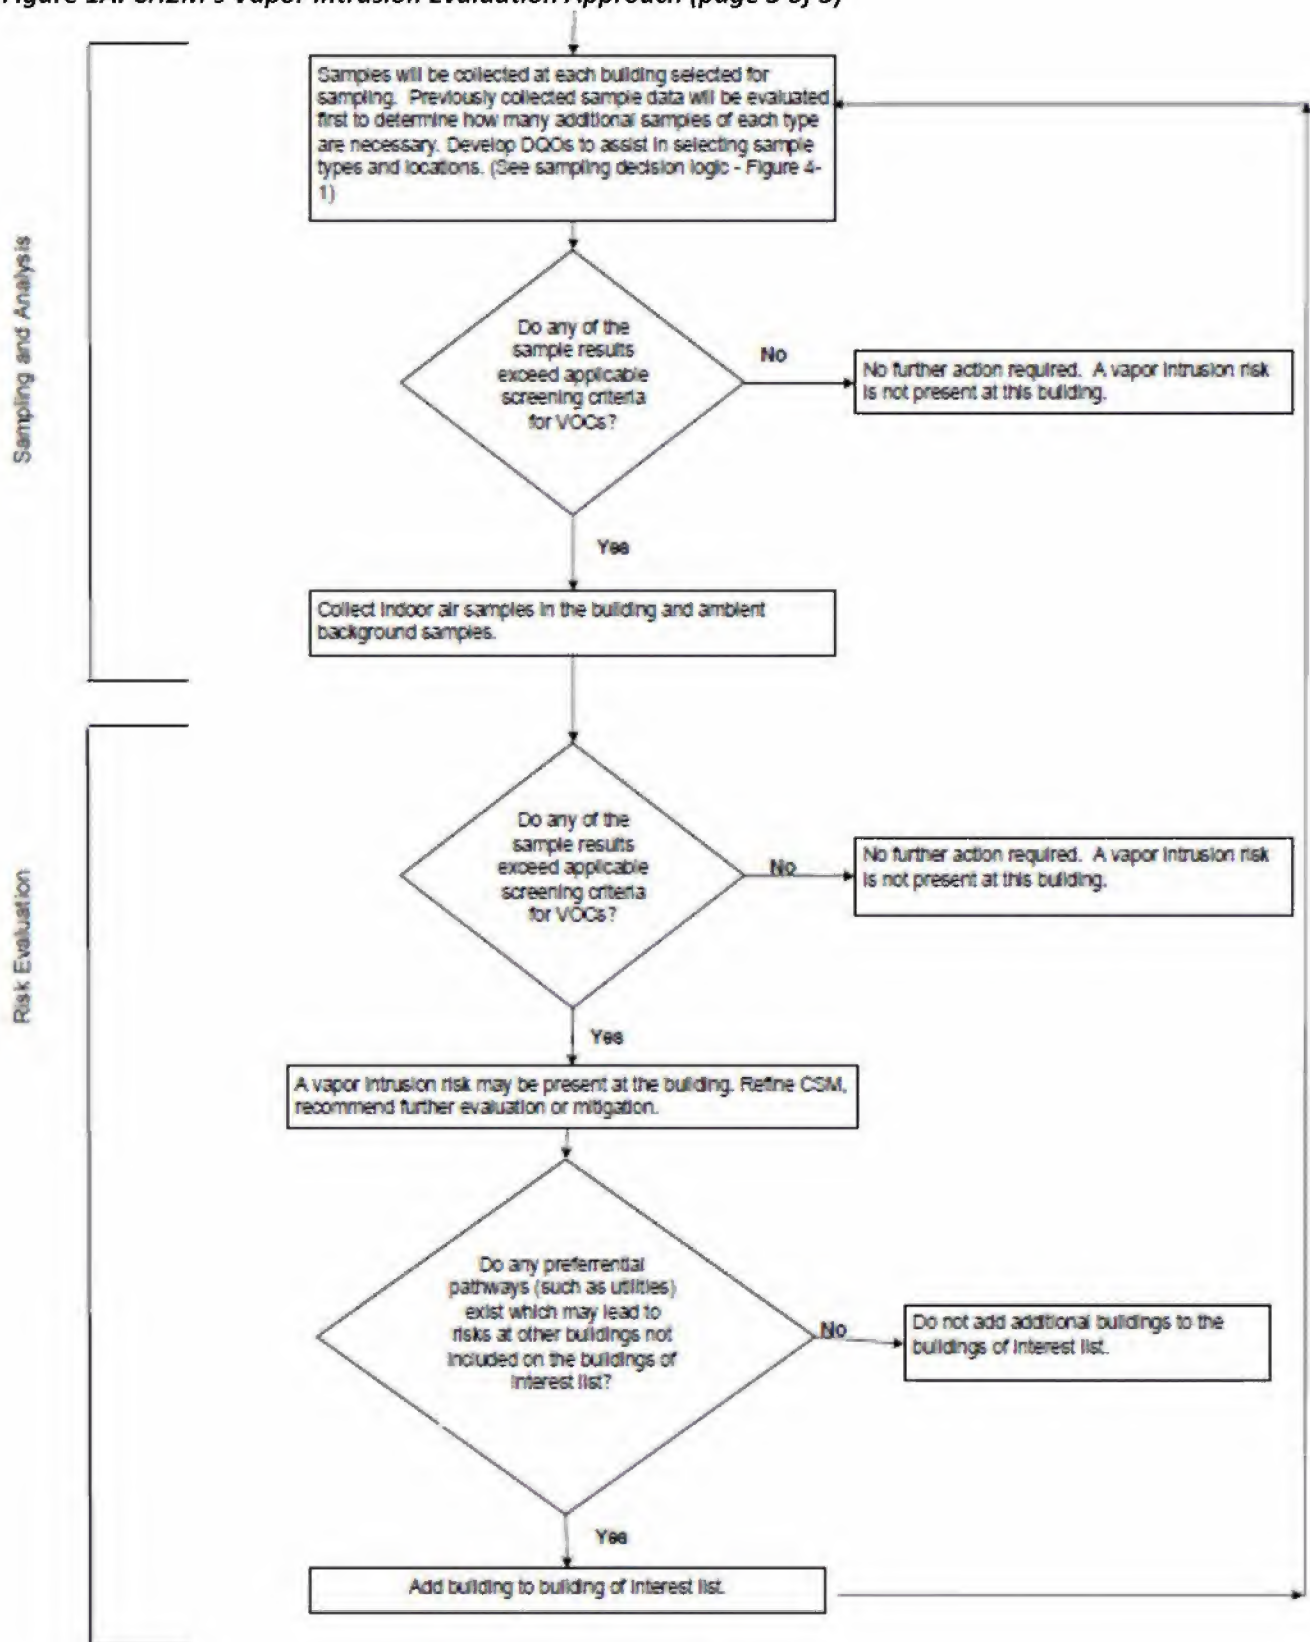 Samples will be collected at each building selected for
sampling. Previously collected sample data will be evaluated
first to determine how many additional samples of each type
are necessary. Develop DQOs to assist in selecting sample
types and locations. (See sampling decision logic - Figure 4-
1)
Sampling and Analysis
Do any of the
sample results
exceed applicable
screening criteria
for VOCs?
No
No further action required. A vapor intrusion risk
is not present at this building.
Yes
Collect indoor air samples in the building and ambient
background samples.
Risk Evaluation
Do any of the
sample results
exceed applicable
screening criteria
for VOCs?
No
No further action required. A vapor intrusion risk
is not present at this building.
Yes
A vapor intrusion risk may be present at the building. Refine CSM,
recommend further evaluation or mitigation.
Do any preferrential
pathways (such as utilities)
exist which may lead to
risks at other buildings not
included on the buildings of
interest list?
No
Do not add additional buildings to the
buildings of interest list.
Yes
Add building to building of interest list.